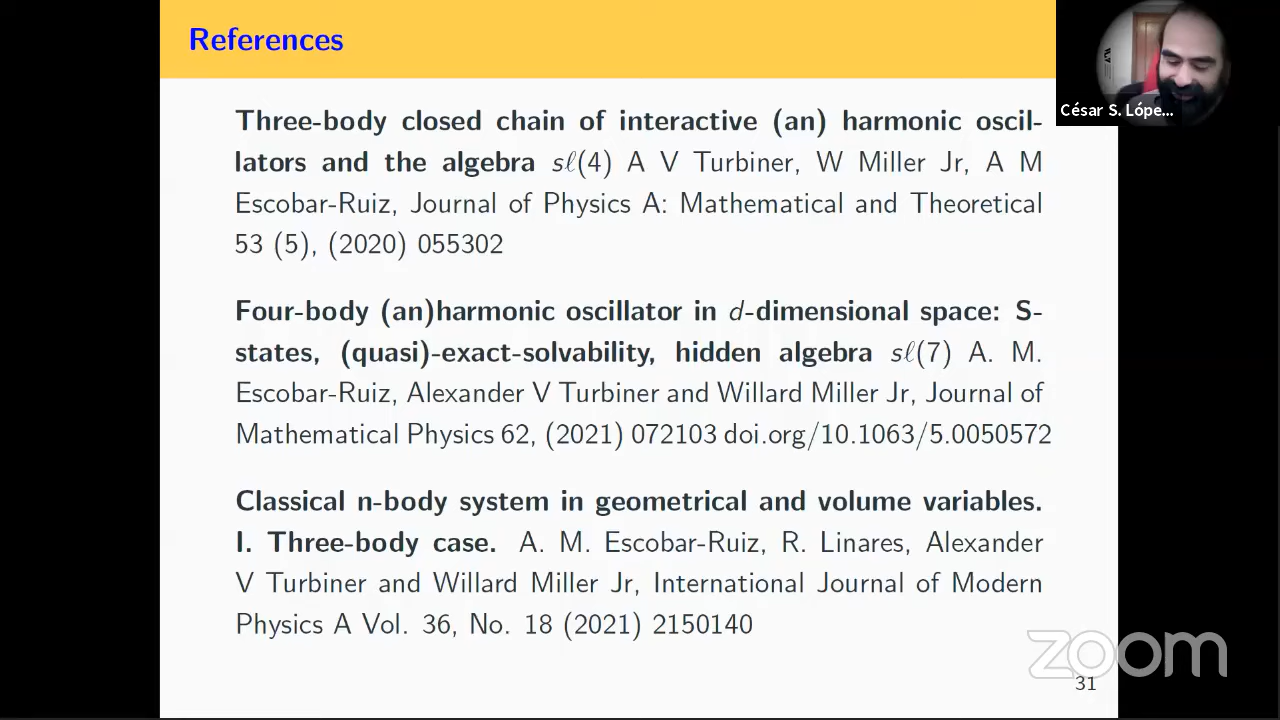 References
César S. Lópe...
Three-body closed chain of interactive (an) harmonic oscil-
lators and the algebra sℓ(4) A V Turbiner, W Miller Jr, A M
Escobar-Ruiz, Journal of Physics A: Mathematical and Theoretical
53 (5), (2020) 055302
Four-body (an)harmonic oscillator in d-dimensional space: S-
states, (quasi)-exact-solvability, hidden algebra sℓ(7) A. M.
Escobar-Ruiz, Alexander V Turbiner and Willard Miller Jr, Journal of
Mathematical Physics 62, (2021) 072103 doi.org/10.1063/5.0050572
Classical n-body system in geometrical and volume variables.
I. Three-body case. A. M. Escobar-Ruiz, R. Linares, Alexander
V Turbiner and Willard Miller Jr, International Journal of Modern
Physics A Vol. 36, No. 18 (2021) 2150140
zoom
31